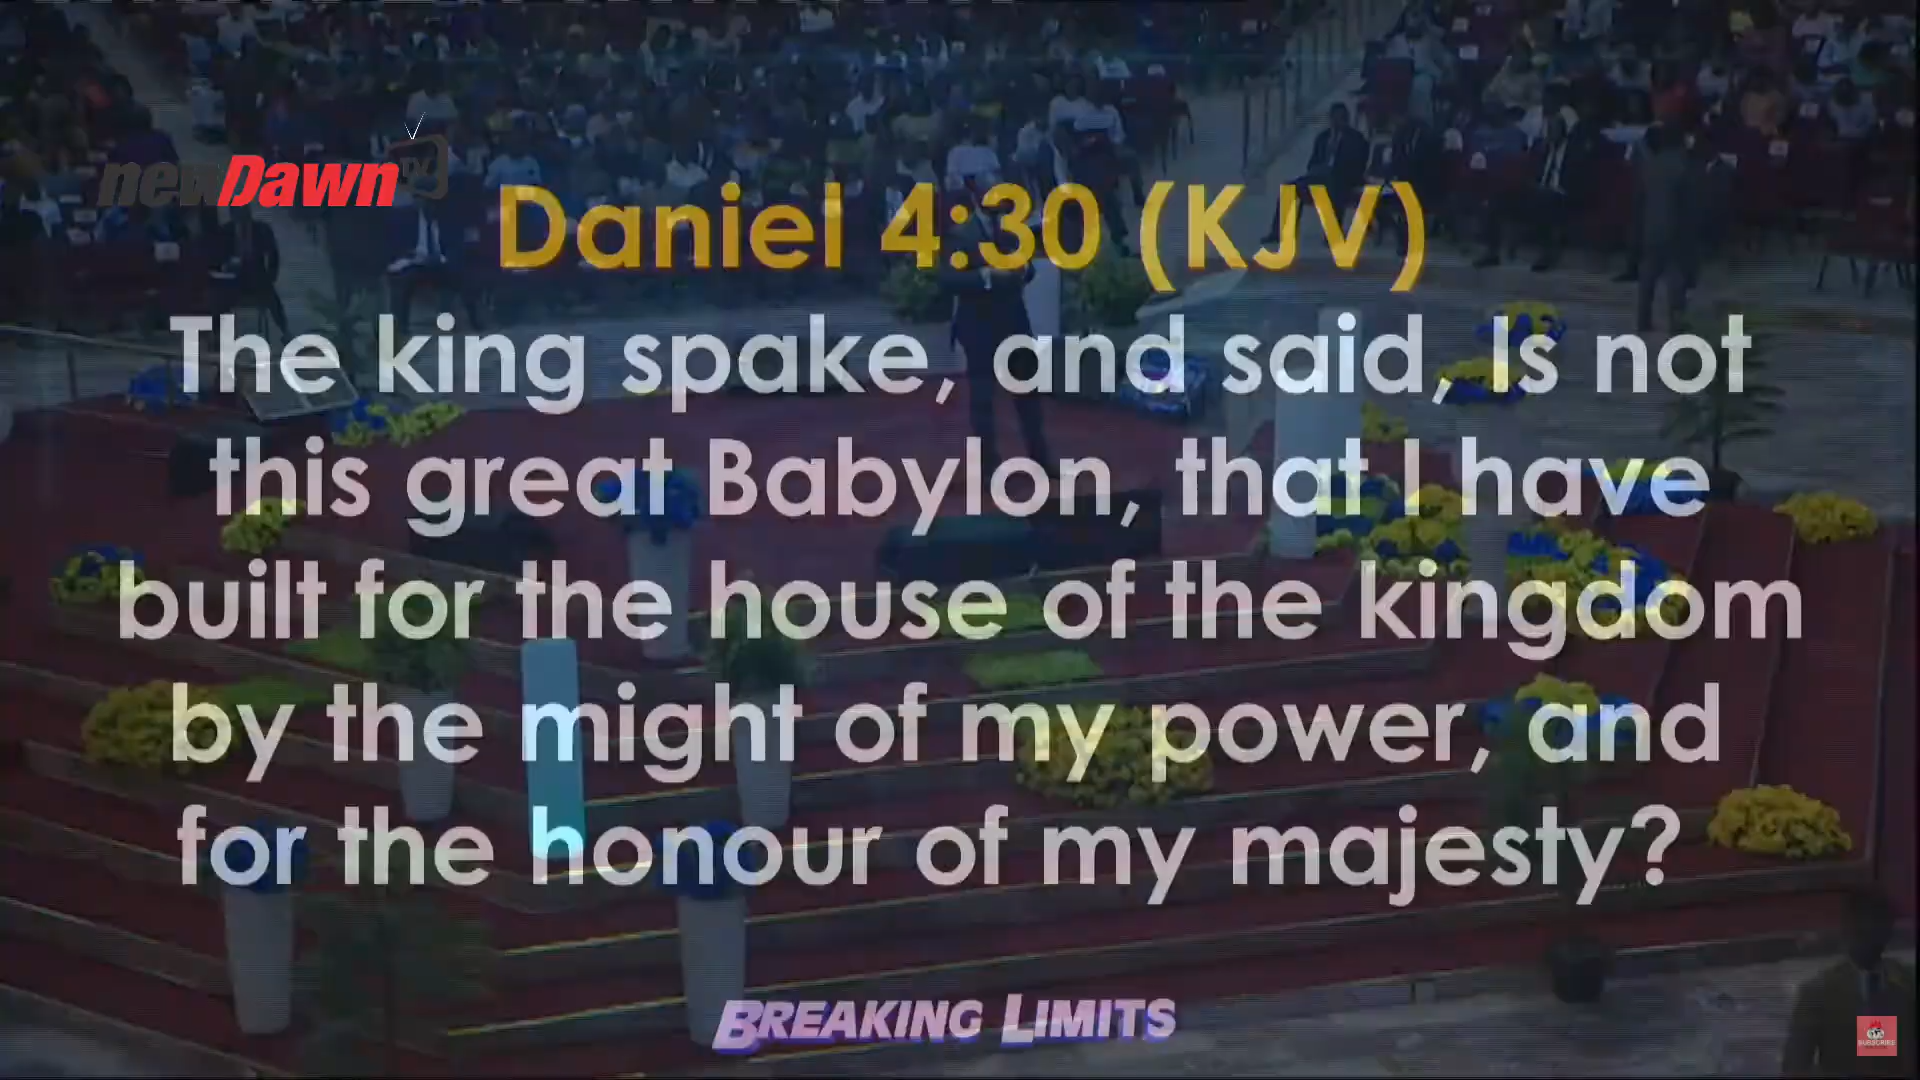 newDawn TV
Daniel 4:30 (KJV)
The king spake, and said, Is not
this great Babylon, that I have
built for the house of the kingdom
by the might of my power, and
for the honour of my majesty?
BREAKING LIMITS
SUBSCRIBE